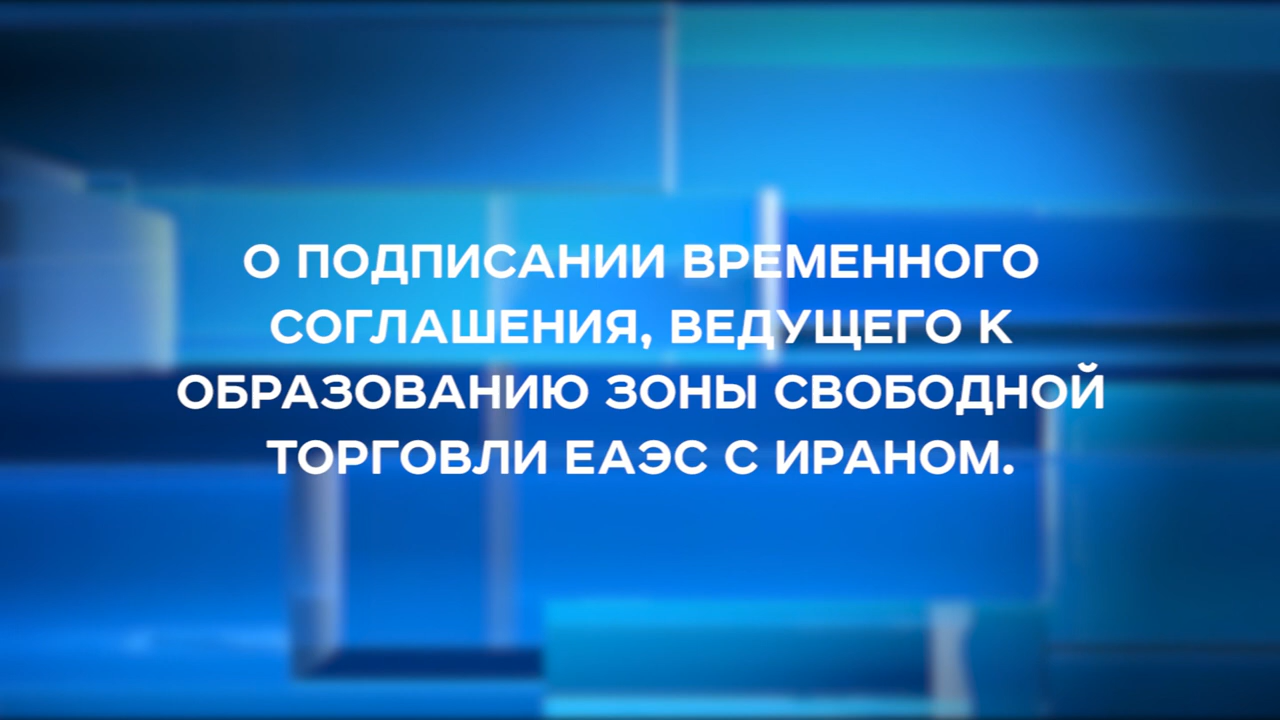 О ПОДПИСАНИИ ВРЕМЕННОГО
СОГЛАШЕНИЯ, ВЕДУЩЕГО К
ОБРАЗОВАНИЮ ЗОНЫ СВОБОДНОЙ
ТОРГОВЛИ ЕАЭС С ИРАНОМ.